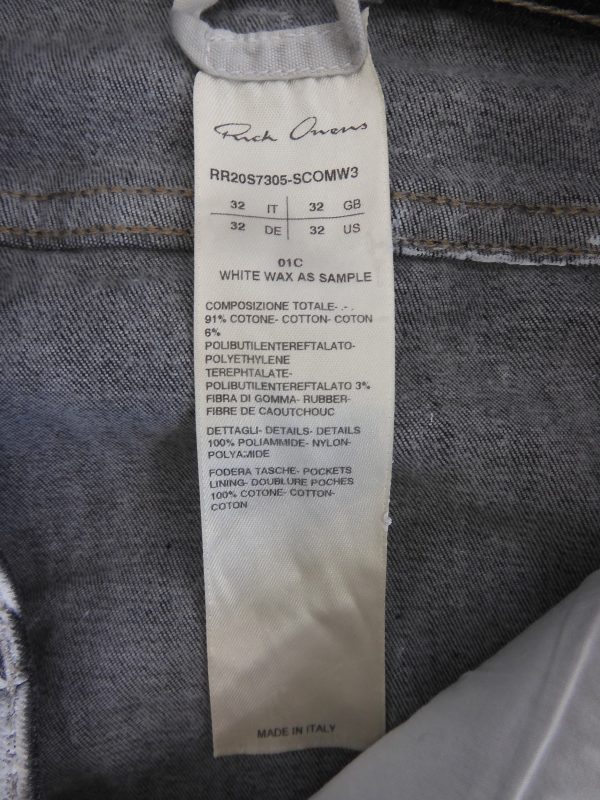 Rick Owens
RR20S7305-SCOMW3
32 IT 32 GB
32 DE 32 US
01C
WHITE WAX AS SAMPLE
COMPOSIZIONE TOTALE- .- .
91% COTONE- COTTON- COTON
6%
POLIBUTILENTEREFTALATO-
POLYETHYLENE
TEREPHTALATE-
POLIBUTILENTEREFTALATO 3%
FIBRA DI GOMMA- RUBBER-
FIBRE DE CAOUTCHOUC
DETTAGLI- DETAILS- DETAILS
100% POLIAMMIDE- NYLON-
POLYAMIDE
FODERA TASCHE- POCKETS
LINING- DOUBLURE POCHES
100% COTONE- COTTON-
COTON
MADE IN ITALY